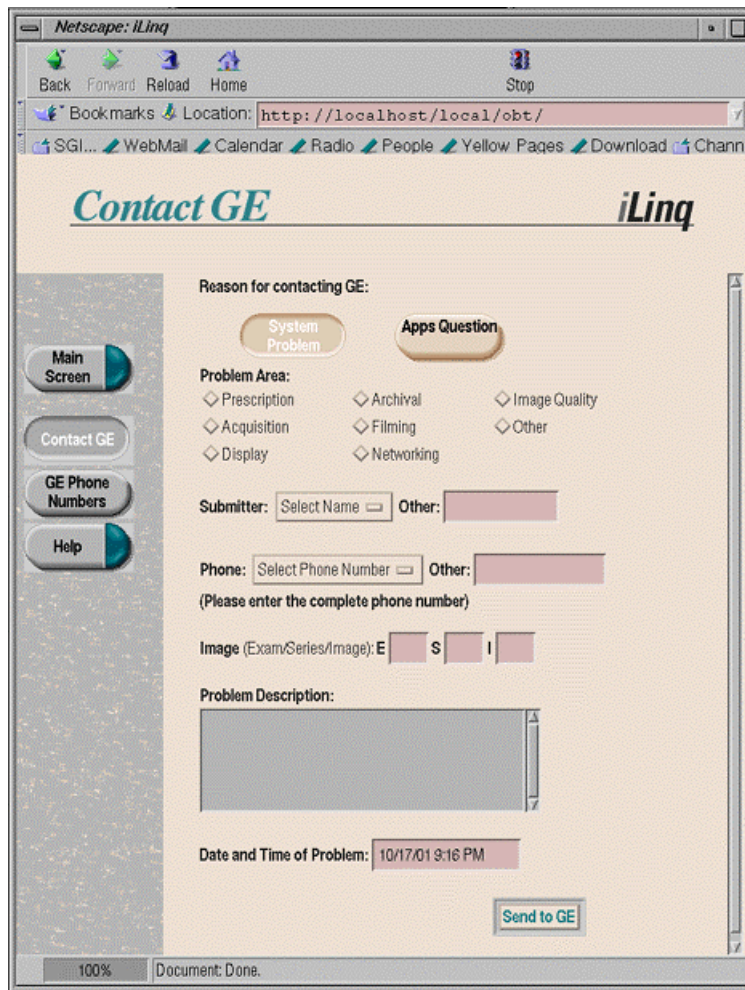 Netscape: iLinq
Back Forward Reload Home Stop
Bookmarks Location: http://localhost/local/obt/
SGI... WebMail Calendar Radio People Yellow Pages Download Chann
Contact GE
iLinq
Reason for contacting GE:
System
Problem
Apps Question
Main
Screen
Contact GE
GE Phone
Numbers
Help
Problem Area:
Prescription Archival Image Quality
Acquisition Filming Other
Display Networking
Submitter: Select Name Other:
Phone: Select Phone Number Other:
(Please enter the complete phone number)
Image (Exam/Series/Image): E S I
Problem Description:
Date and Time of Problem: 10/17/01 9:16 PM
Send to GE
100% Document: Done.